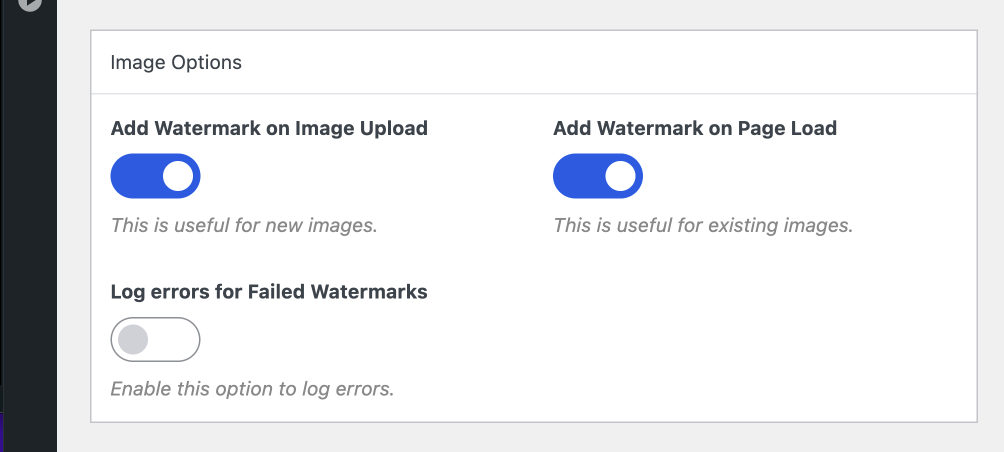 Image Options
Add Watermark on Image Upload
Add Watermark on Page Load
This is useful for new images.
This is useful for existing images.
Log errors for Failed Watermarks
Enable this option to log errors.